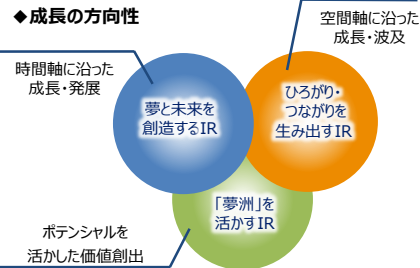 ◆成長の方向性
空間軸に沿った
成長・波及
時間軸に沿った
成長・発展
夢と未来を
創造するIR
ひろがり・
つながりを
生み出すIR
「夢洲」を
活かすIR
ポテンシャルを
活かした価値創出